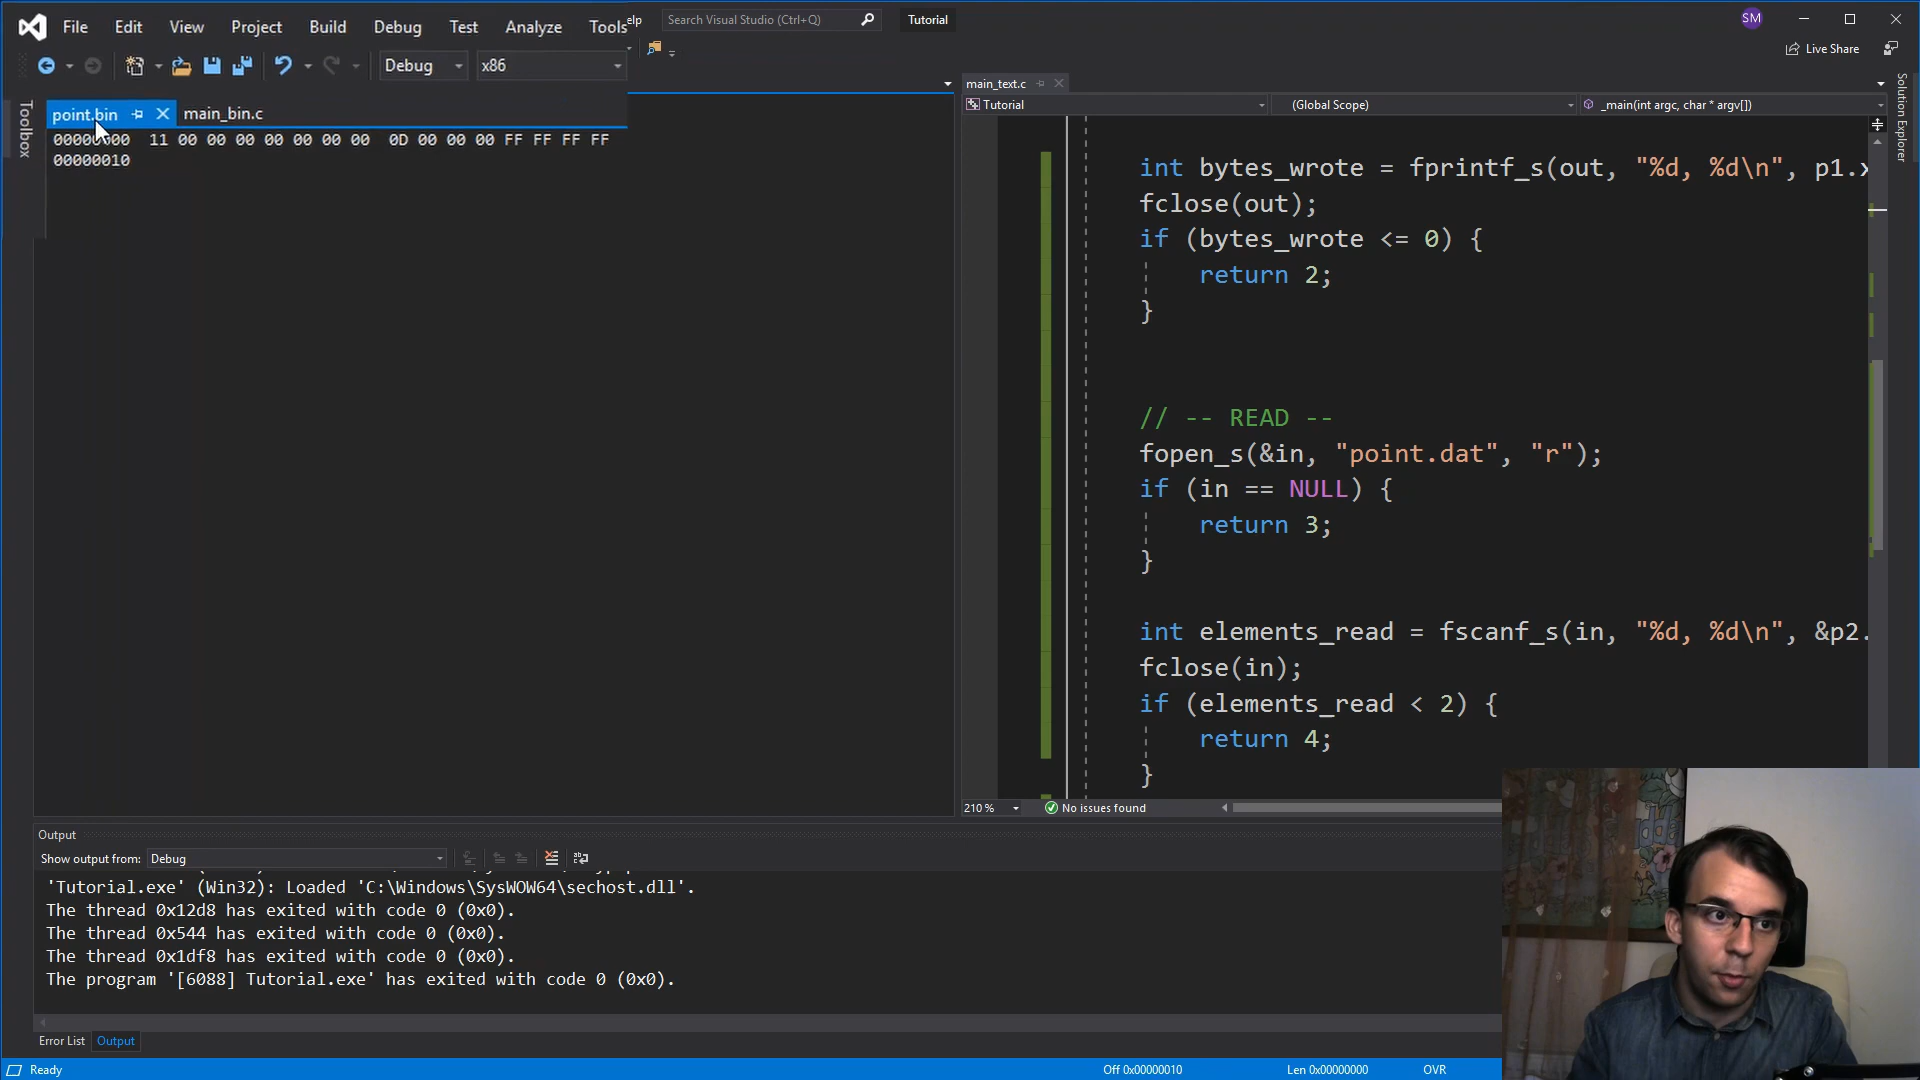 File Edit View Project Build Debug Test Analyze Tools elp Search Visual Studio (Ctrl+Q) Tutorial SM
Debug x86 Live Share
Toolbox
point.bin main_bin.c
00000000 11 00 00 00 00 00 00 00 0D 00 00 00 FF FF FF FF
00000010
main_text.c
Tutorial (Global Scope) _main(int argc, char * argv[])
Solution Explorer
int bytes_wrote = fprintf_s(out, "%d, %d\n", p1.x
fclose(out);
if (bytes_wrote <= 0) {
return 2;
}
// -- READ --
fopen_s(&in, "point.dat", "r");
if (in == NULL) {
return 3;
}
int elements_read = fscanf_s(in, "%d, %d\n", &p2.
fclose(in);
if (elements_read < 2) {
return 4;
}
210 % No issues found
Output
Show output from: Debug
'Tutorial.exe' (Win32): Loaded 'C:\Windows\SysWOW64\sechost.dll'.
The thread 0x12d8 has exited with code 0 (0x0).
The thread 0x544 has exited with code 0 (0x0).
The thread 0x1df8 has exited with code 0 (0x0).
The program '[6088] Tutorial.exe' has exited with code 0 (0x0).
Error List Output
Ready Off 0x00000010 Len 0x00000000 OVR